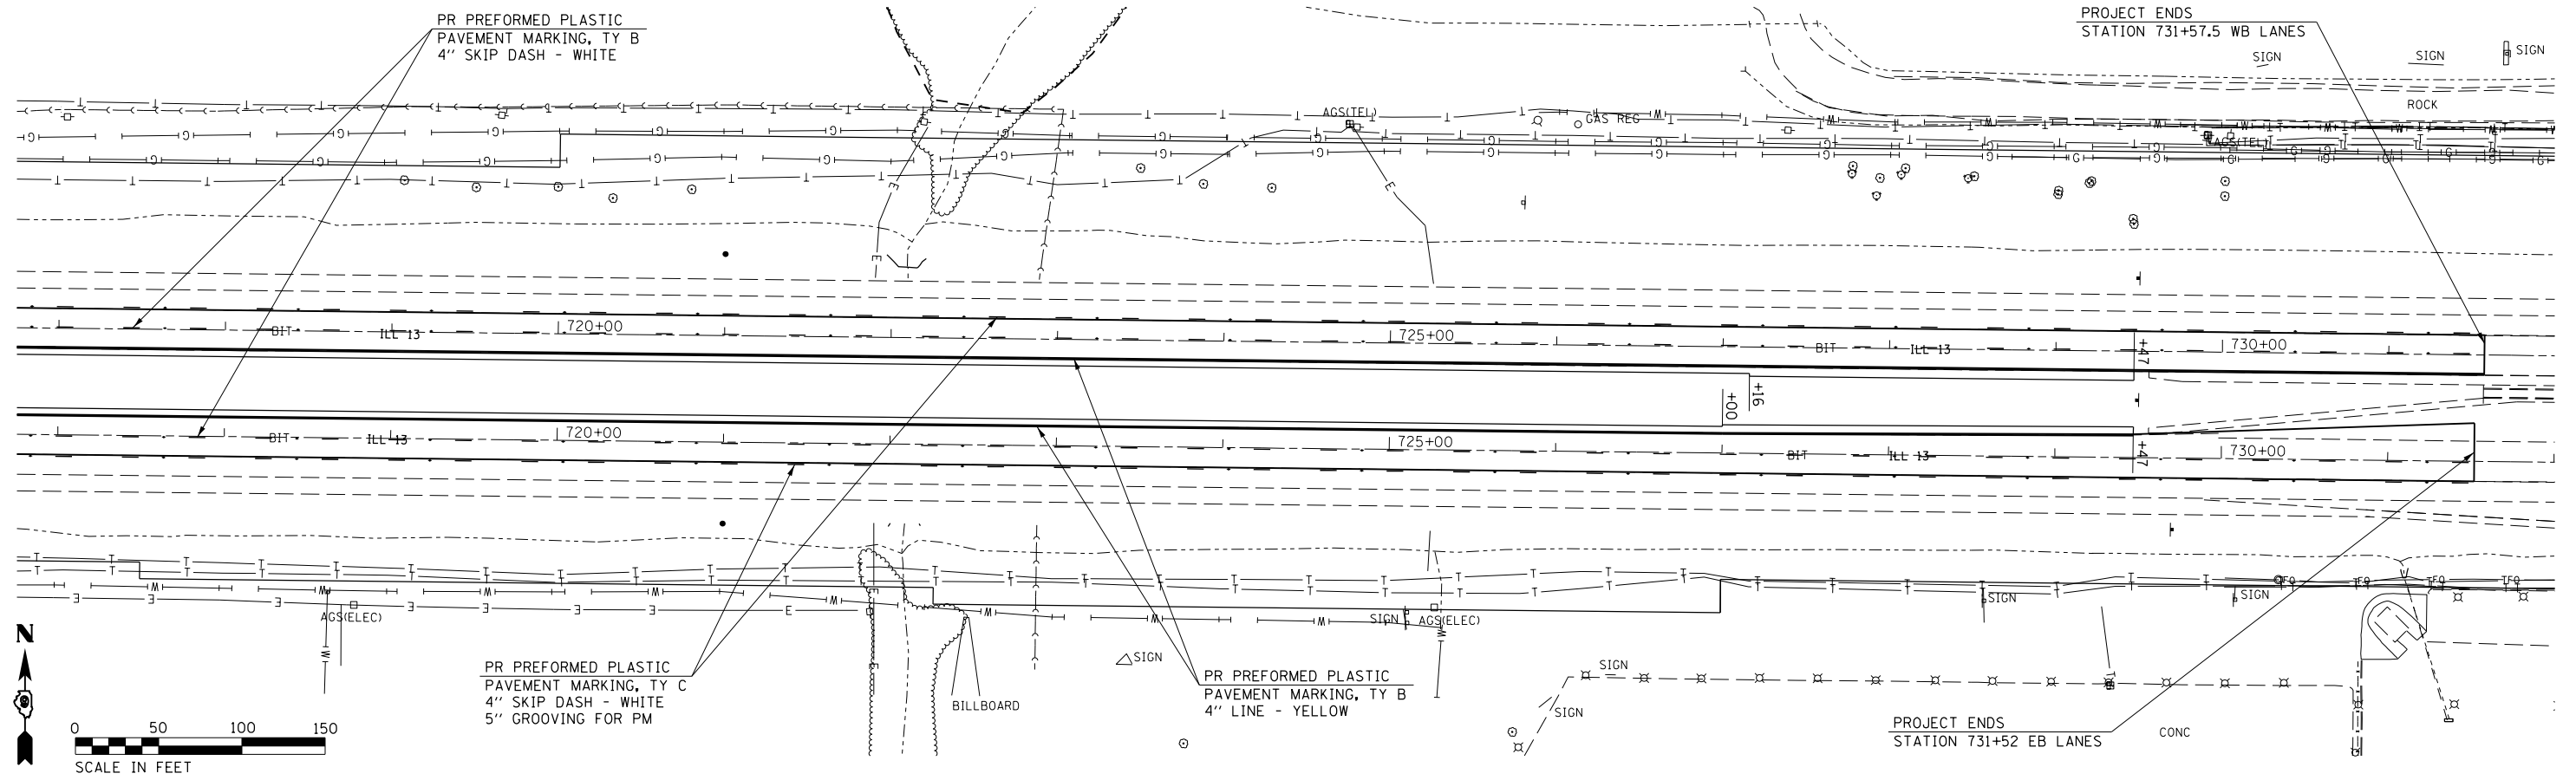 PR PREFORMED PLASTIC
PAVEMENT MARKING, TY B
4" SKIP DASH - WHITE
PROJECT ENDS
STATION 731+57.5 WB LANES
SIGN
SIGN
SIGN
ROCK
AGS(TEL)
GAS REG
AGS(TEL)
BIT
ILL 13
720+00
725+00
BIT
ILL 13
730+00
+47
+16
+00
BIT
ILL 13
720+00
725+00
BIT
ILL 13
730+00
+47
AGS(ELEC)
SIGN
AGS(ELEC)
SIGN
SIGN
TFO
TFO
TFO
TFO
N
SIGN
SIGN
SIGN
BILLBOARD
PR PREFORMED PLASTIC
PAVEMENT MARKING, TY C
4" SKIP DASH - WHITE
5" GROOVING FOR PM
PR PREFORMED PLASTIC
PAVEMENT MARKING, TY B
4" LINE - YELLOW
PROJECT ENDS
STATION 731+52 EB LANES
CONC
0 50 100 150
SCALE IN FEET